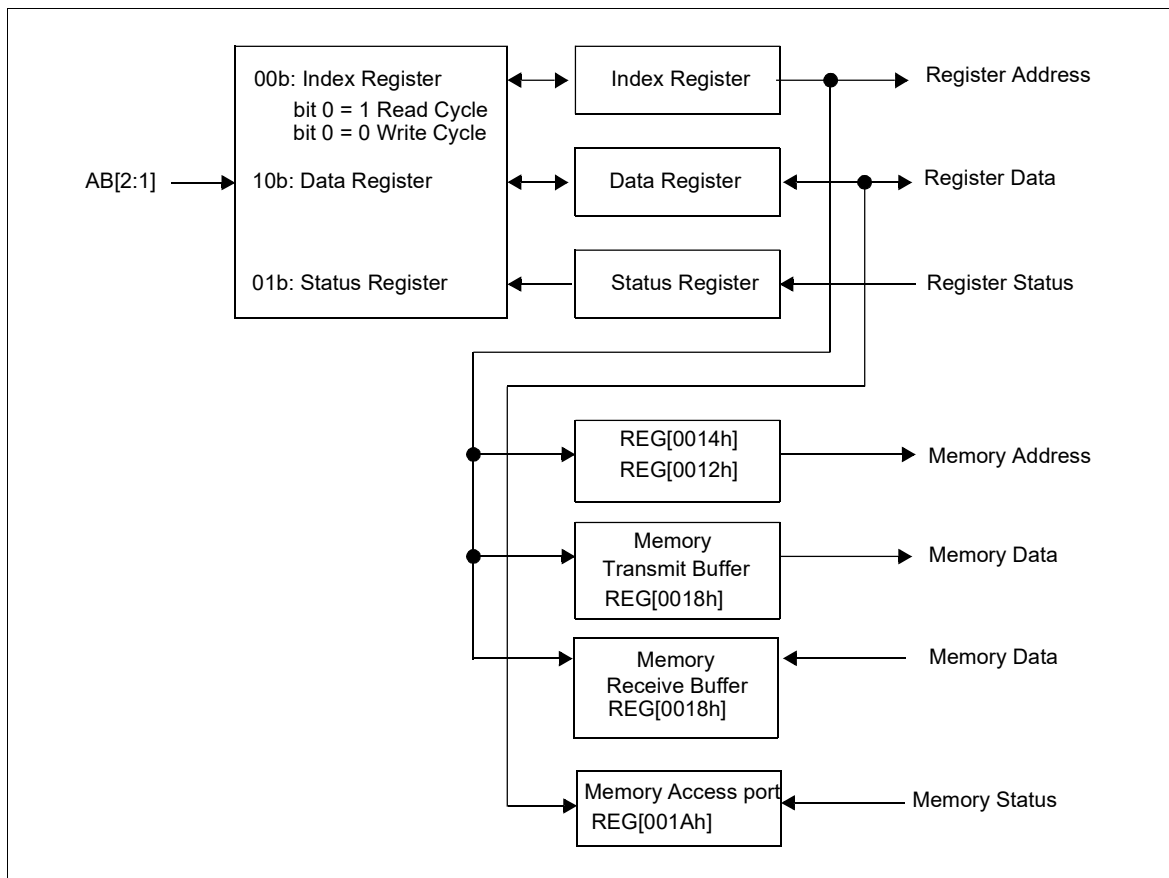 00b: Index Register
bit 0 = 1 Read Cycle
bit 0 = 0 Write Cycle
Index Register
Register Address
AB[2:1]
10b: Data Register
Data Register
Register Data
01b: Status Register
Status Register
Register Status
REG[0014h]
REG[0012h]
Memory Address
Memory
Transmit Buffer
REG[0018h]
Memory Data
Memory
Receive Buffer
REG[0018h]
Memory Data
Memory Access port
REG[001Ah]
Memory Status